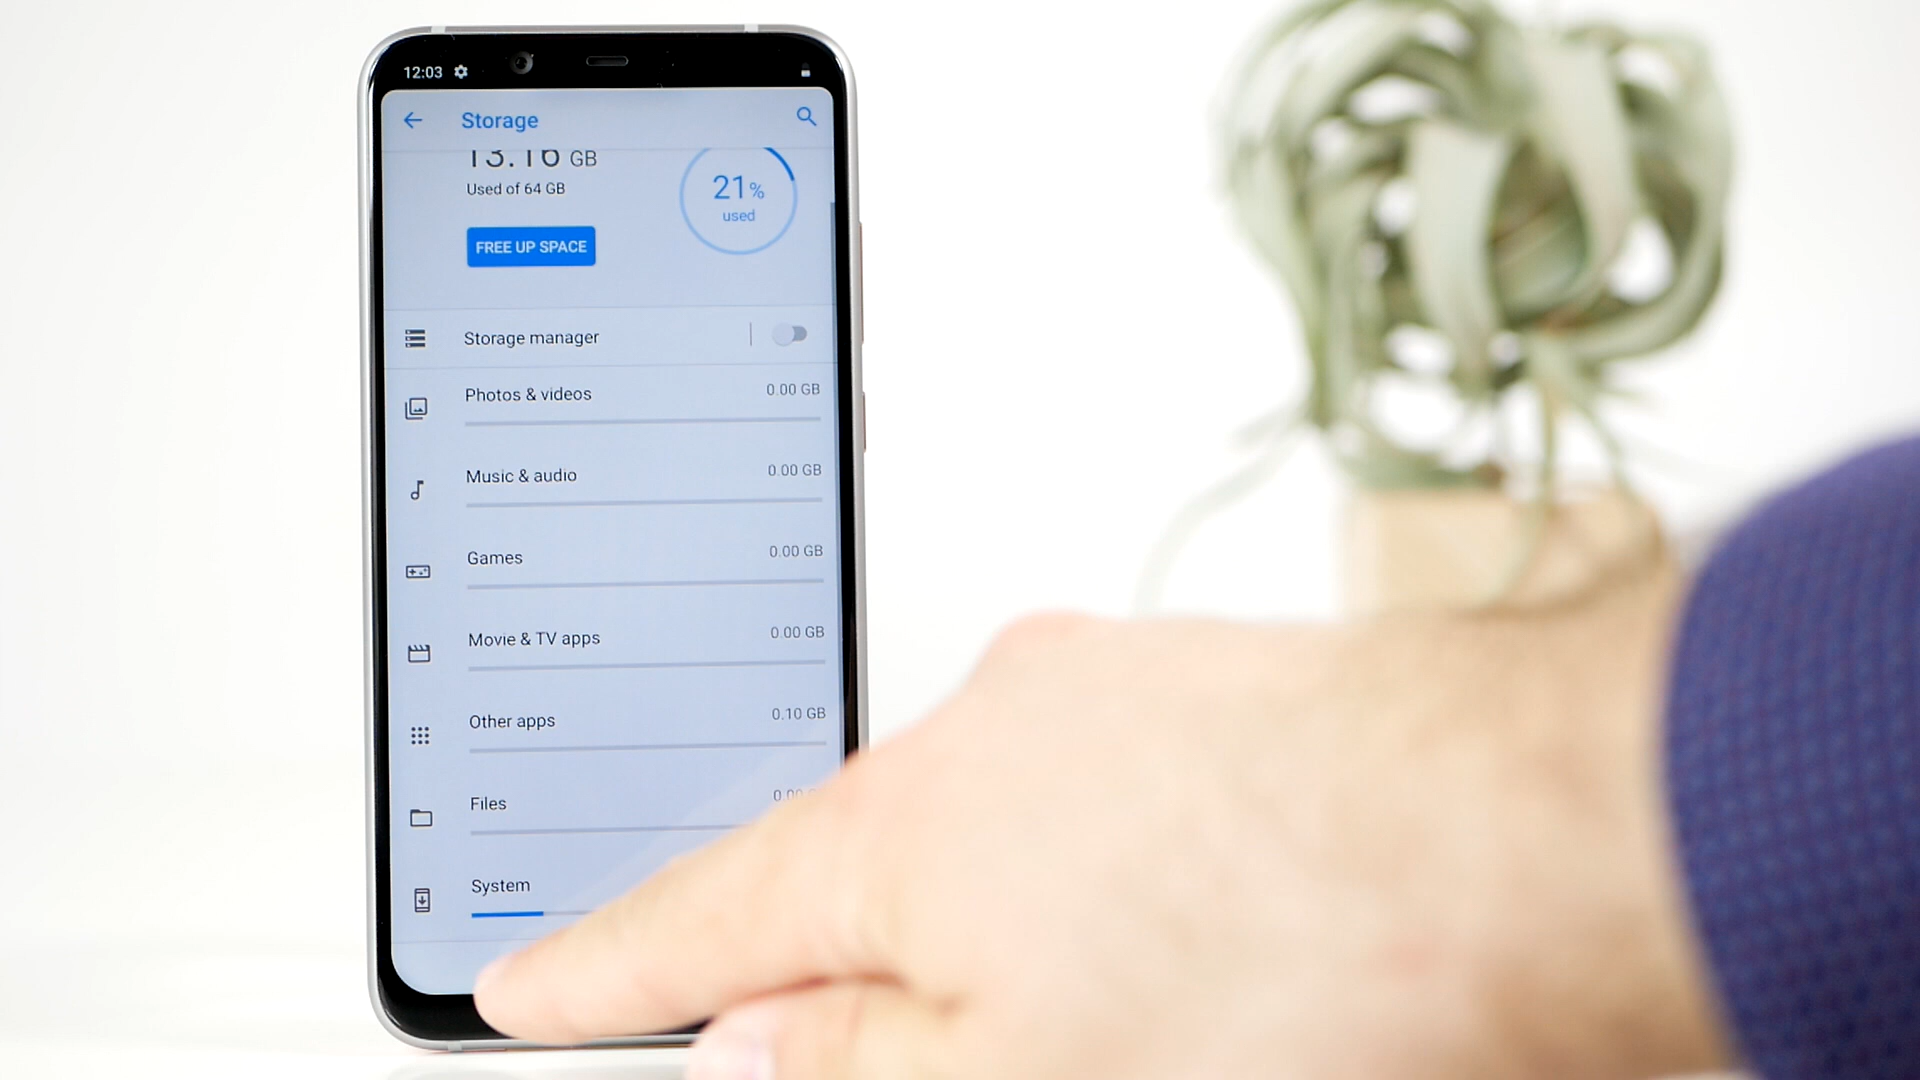 12:03
Storage
13.16 GB
Used of 64 GB
21%
used
FREE UP SPACE
Storage manager
Photos & videos 0.00 GB
Music & audio 0.00 GB
Games 0.00 GB
Movie & TV apps 0.00 GB
Other apps 0.10 GB
Files 0.00
System